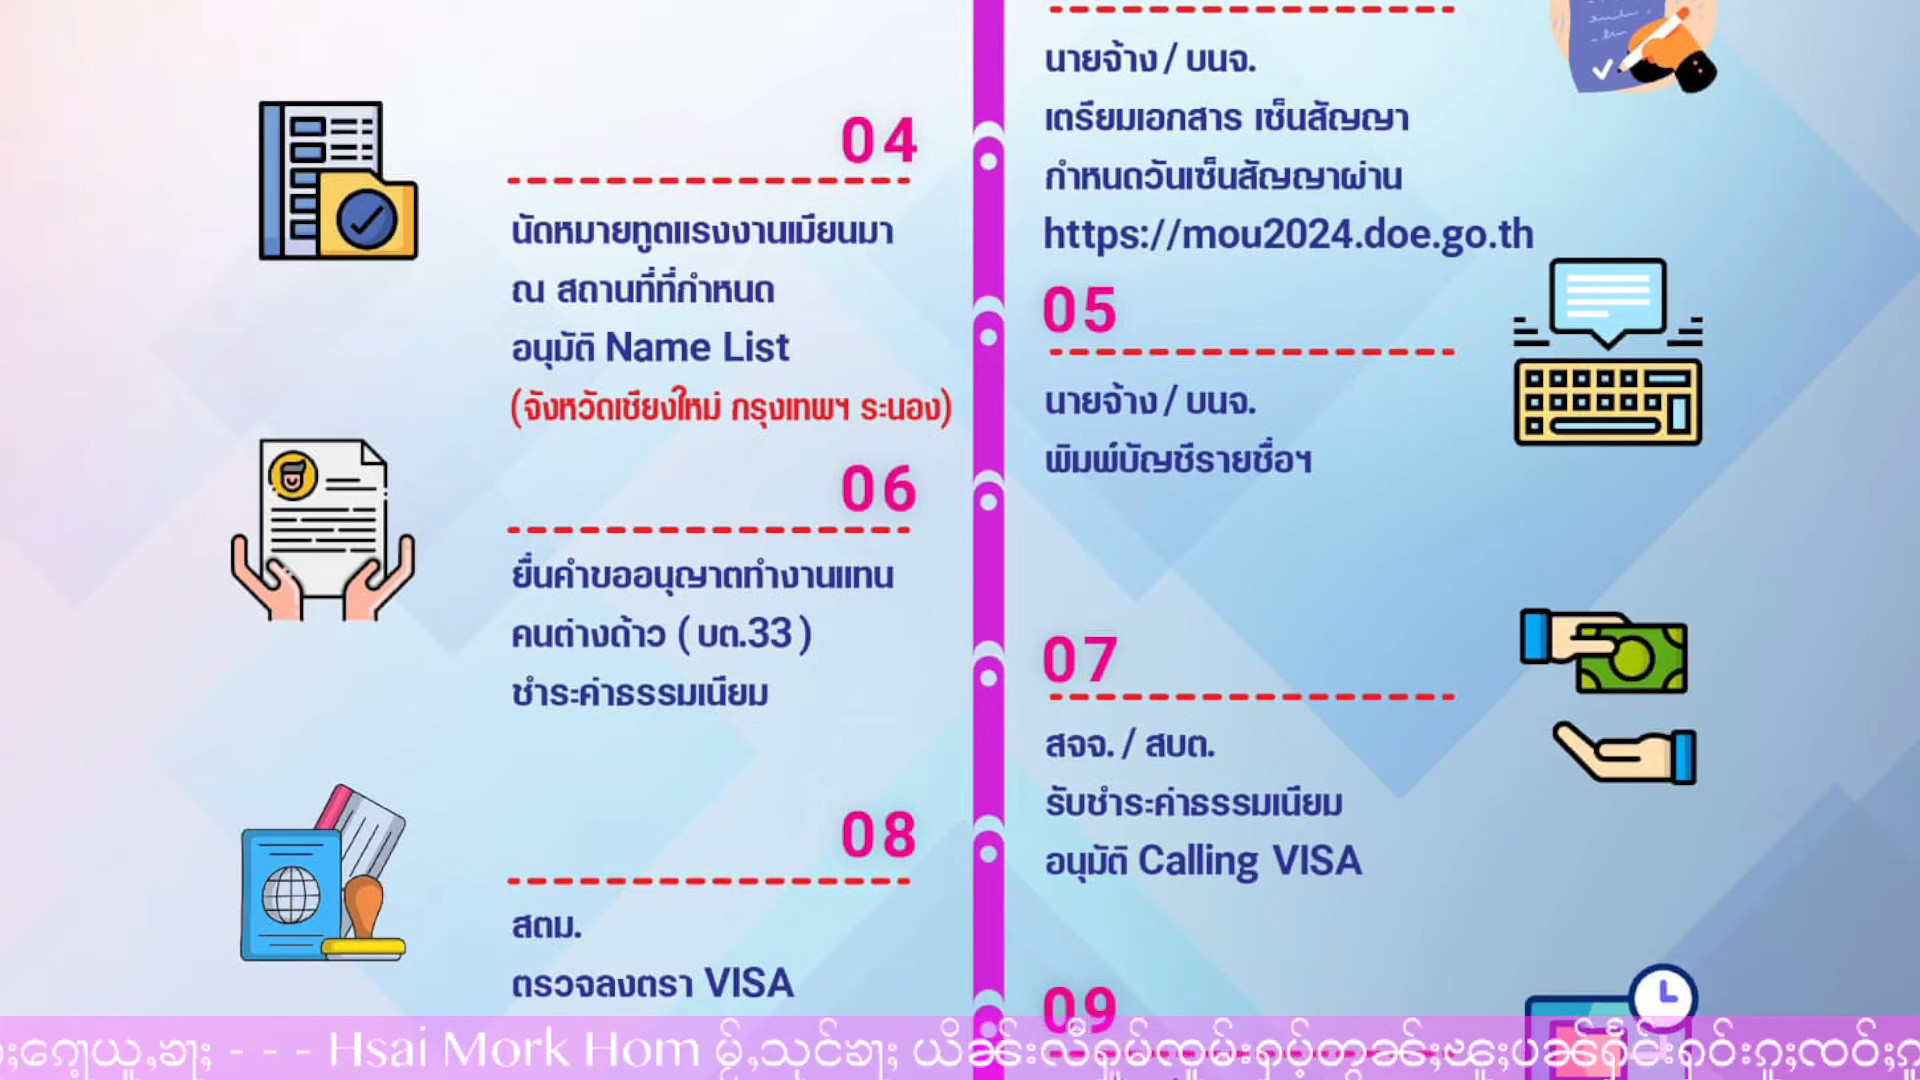 นายจ้าง / บนจ.
เตรียมเอกสาร เซ็นสัญญา
กำหนดวันเซ็นสัญญาผ่าน
https://mou2024.doe.go.th
04
นัดหมายทูตแรงงานเมียนมา
ณ สถานที่ที่กำหนด
อนุมัติ Name List
(จังหวัดเชียงใหม่ กรุงเทพฯ ระนอง)
05
นายจ้าง / บนจ.
พิมพ์บัญชีรายชื่อฯ
06
ยื่นคำขออนุญาตทำงานแทน
คนต่างด้าว ( บต.33 )
ชำระค่าธรรมเนียม
07
สจจ. / สบต.
รับชำระค่าธรรมเนียม
อนุมัติ Calling VISA
08
สตม.
ตรวจลงตรา VISA
09
- - - Hsai Mork Hom